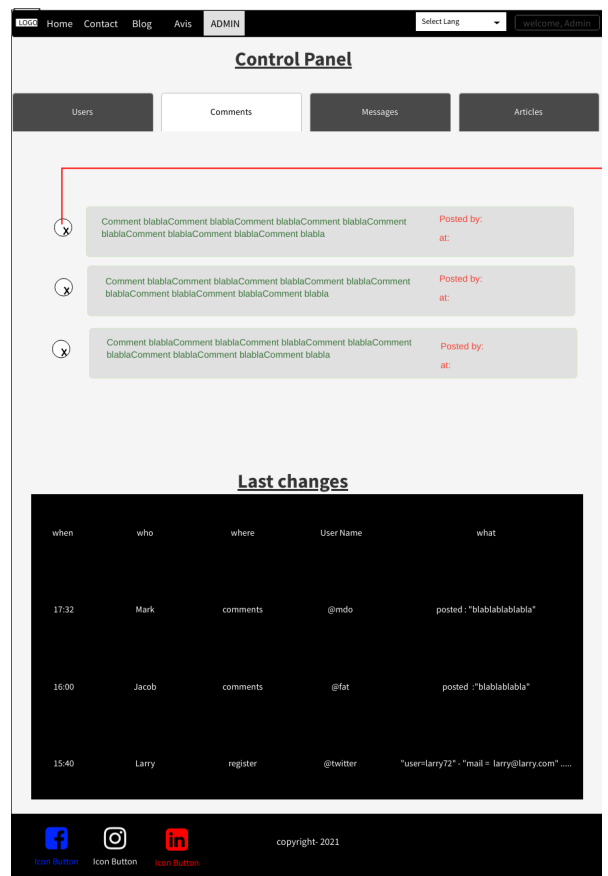 LOGO Home Contact Blog Avis ADMIN Select Lang welcome, Admin
Control Panel
Users Comments Messages Articles
x
Comment blablaComment blablaComment blablaComment blablaComment
blablaComment blablaComment blablaComment blabla
Posted by:
at:
x
Comment blablaComment blablaComment blablaComment blablaComment
blablaComment blablaComment blablaComment blabla
Posted by:
at:
x
Comment blablaComment blablaComment blablaComment blablaComment
blablaComment blablaComment blablaComment blabla
Posted by:
at:
Last changes
when who where User Name what
17:32 Mark comments @mdo posted : "blablablablabla"
16:00 Jacob comments @fat posted :"blablablabla"
15:40 Larry register @twitter "user=larry72" - "mail = larry@larry.com" .....
Icon Button Icon Button Icon Button
copyright- 2021